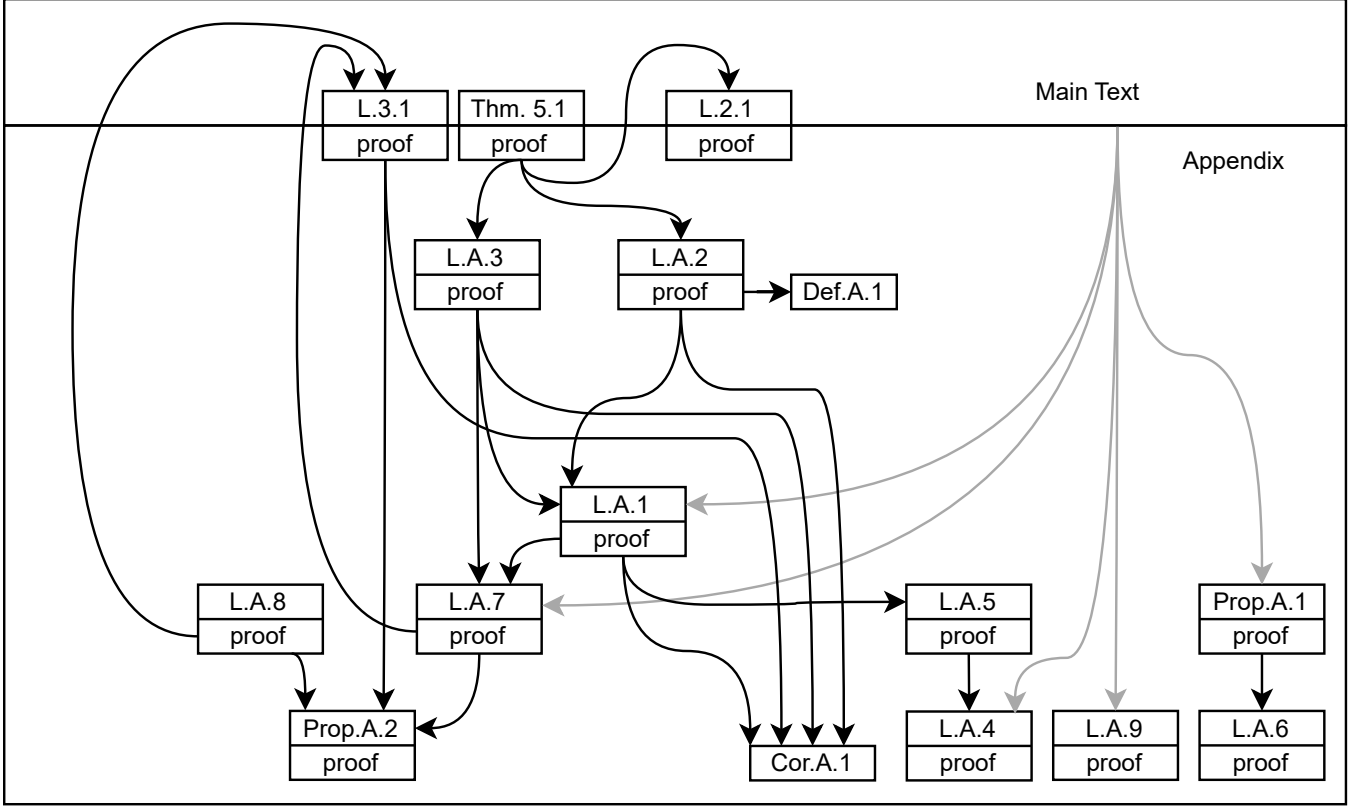 Main Text
L.3.1
proof
Thm. 5.1
proof
L.2.1
proof
Appendix
L.A.3
proof
L.A.2
proof
Def.A.1
L.A.1
proof
L.A.8
proof
L.A.7
proof
L.A.5
proof
Prop.A.1
proof
Prop.A.2
proof
Cor.A.1
L.A.4
proof
L.A.9
proof
L.A.6
proof